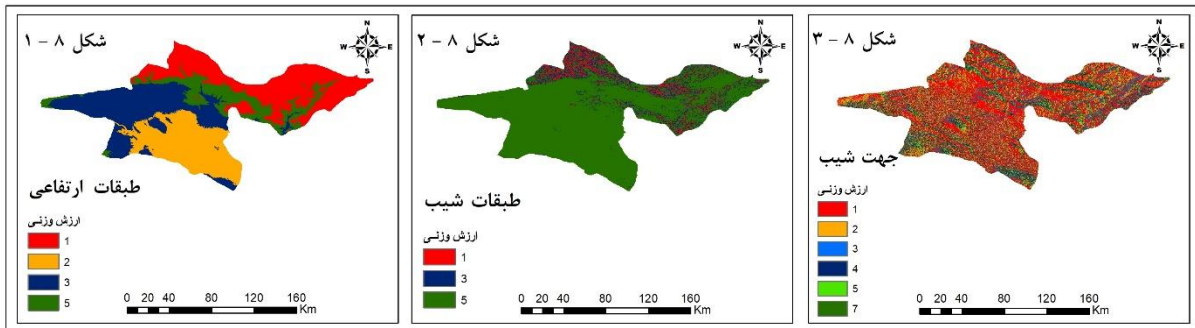 شکل ۸ - ۱
N
W E
S
طبقات ارتفاعی
ارزش وزنی
1
2
3
5
0 20 40 80 120 160
Km
شکل ۸ - ۲
N
W E
S
طبقات شیب
ارزش وزنی
1
3
5
0 20 40 80 120 160
Km
شکل ۸ - ۳
N
W E
S
جهت شیب
ارزش وزنی
1
2
3
4
5
7
0 20 40 80 120 160
Km